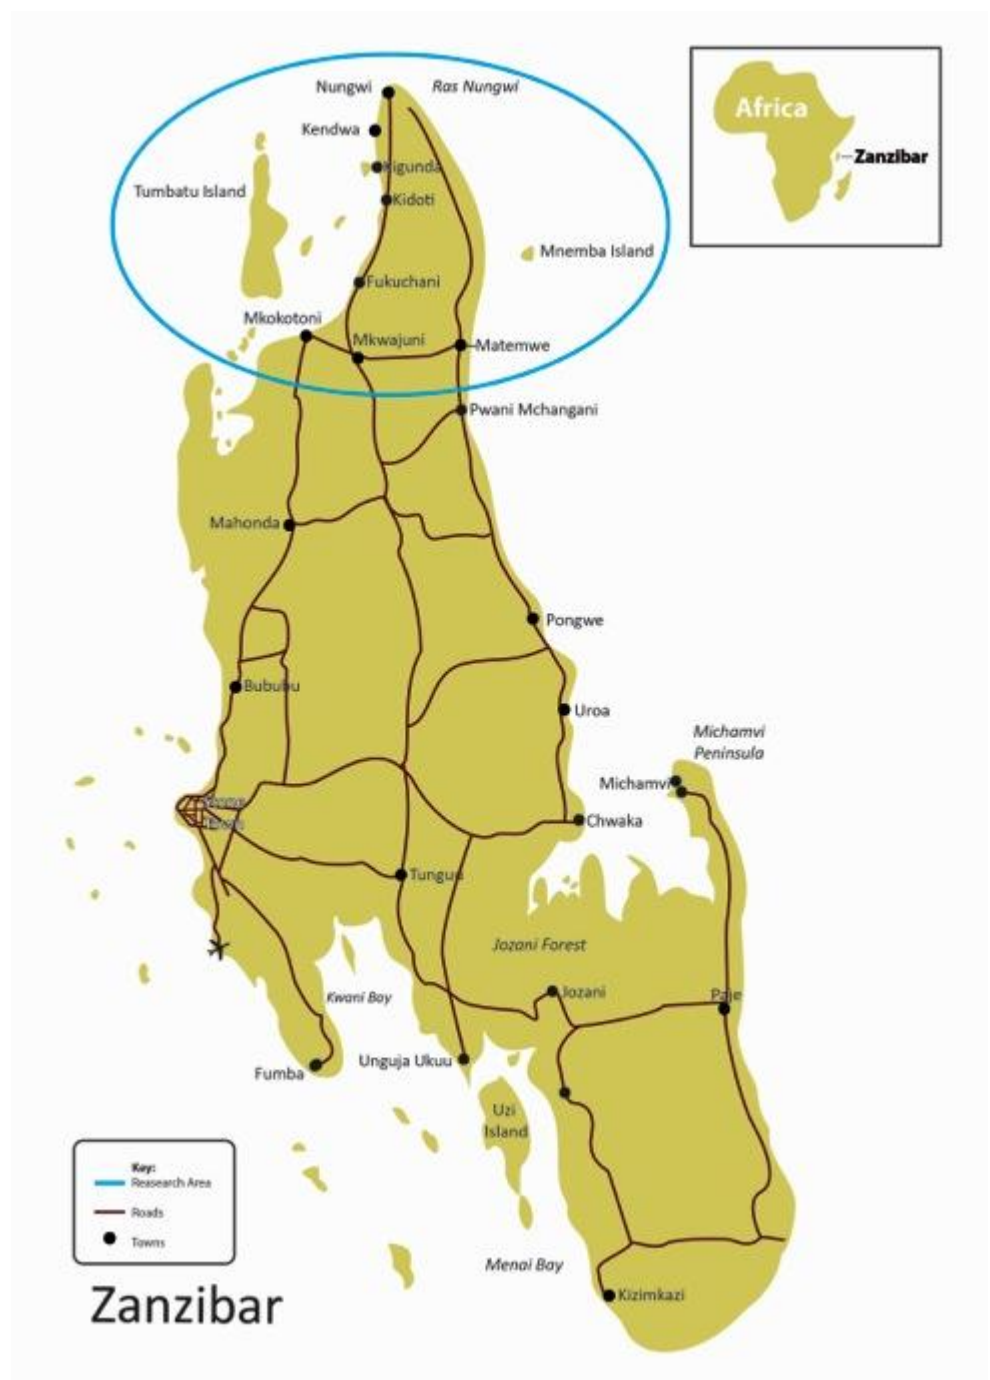 Nungwi
Ras Nungwi
Kendwa
Kigunda
Tumbatu Island
Kidoti
Mnemba Island
Fukuchani
Mkokotoni
Mkwajuni
Matemwe
Pwani Mchangani
Africa
Zanzibar
Mahonda
Pongwe
Bububu
Uroa
Michamvi
Peninsula
Michamvi
Stone
Town
Chwaka
Tunguu
Jozani Forest
Jozani
Paje
Kwani Bay
Unguja Ukuu
Fumba
Uzi
Island
Menai Bay
Kizimkazi
Key:
Reasearch Area
Roads
Towns
Zanzibar